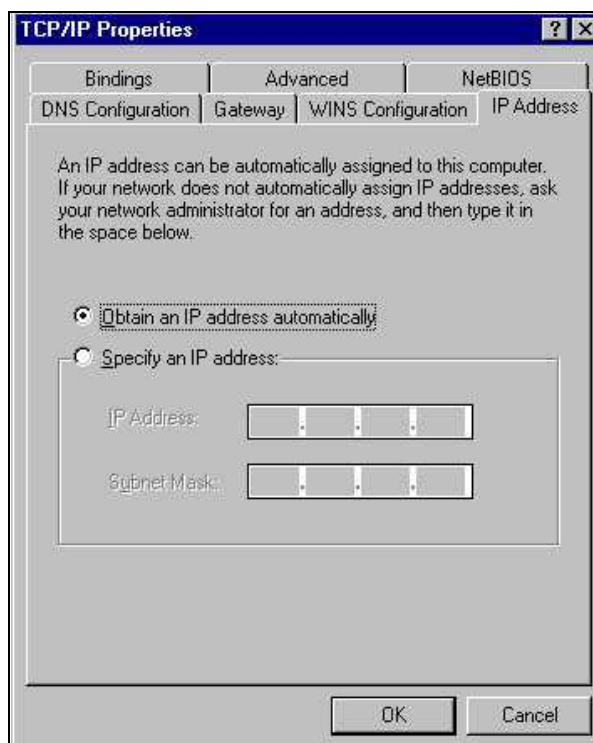 TCP/IP Properties
? X
Bindings Advanced NetBIOS
DNS Configuration Gateway WINS Configuration IP Address
An IP address can be automatically assigned to this computer.
If your network does not automatically assign IP addresses, ask
your network administrator for an address, and then type it in
the space below.
Obtain an IP address automatically
Specify an IP address:
IP Address:
. . .
Subnet Mask:
. . .
OK Cancel